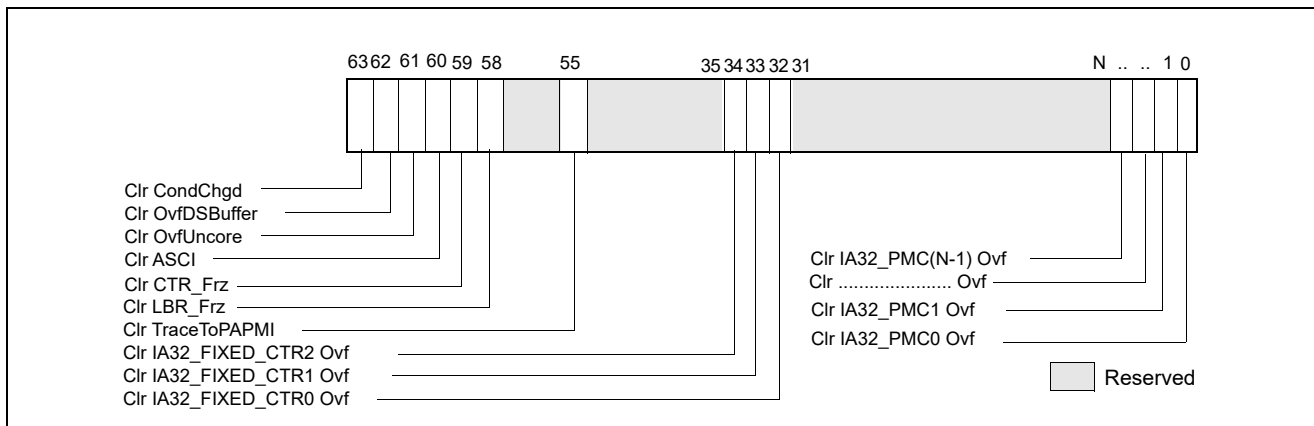 63 62 61 60 59 58 55 35 34 33 32 31 N .. .. 1 0
Clr CondChgd
Clr OvfDSBuffer
Clr OvfUncore
Clr ASCI
Clr CTR_Frz
Clr LBR_Frz
Clr TraceToPAPMI
Clr IA32_FIXED_CTR2 Ovf
Clr IA32_FIXED_CTR1 Ovf
Clr IA32_FIXED_CTR0 Ovf
Clr IA32_PMC(N-1) Ovf
Clr ...................... Ovf
Clr IA32_PMC1 Ovf
Clr IA32_PMC0 Ovf
Reserved